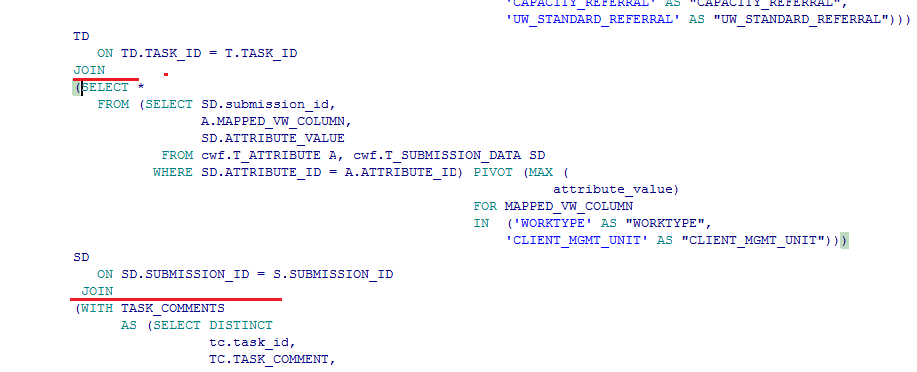 'CAPACITY_REFERRAL' AS "CAPACITY_REFERRAL",
'UW_STANDARD_REFERRAL' AS "UW_STANDARD_REFERRAL")))
TD
ON TD.TASK_ID = T.TASK_ID
JOIN
(SELECT *
FROM (SELECT SD.submission_id,
A.MAPPED_VW_COLUMN,
SD.ATTRIBUTE_VALUE
FROM cwf.T_ATTRIBUTE A, cwf.T_SUBMISSION_DATA SD
WHERE SD.ATTRIBUTE_ID = A.ATTRIBUTE_ID) PIVOT (MAX (
attribute_value)
FOR MAPPED_VW_COLUMN
IN ('WORKTYPE' AS "WORKTYPE",
'CLIENT_MGMT_UNIT' AS "CLIENT_MGMT_UNIT")))
SD
ON SD.SUBMISSION_ID = S.SUBMISSION_ID
JOIN
(WITH TASK_COMMENTS
AS (SELECT DISTINCT
tc.task_id,
TC.TASK_COMMENT,